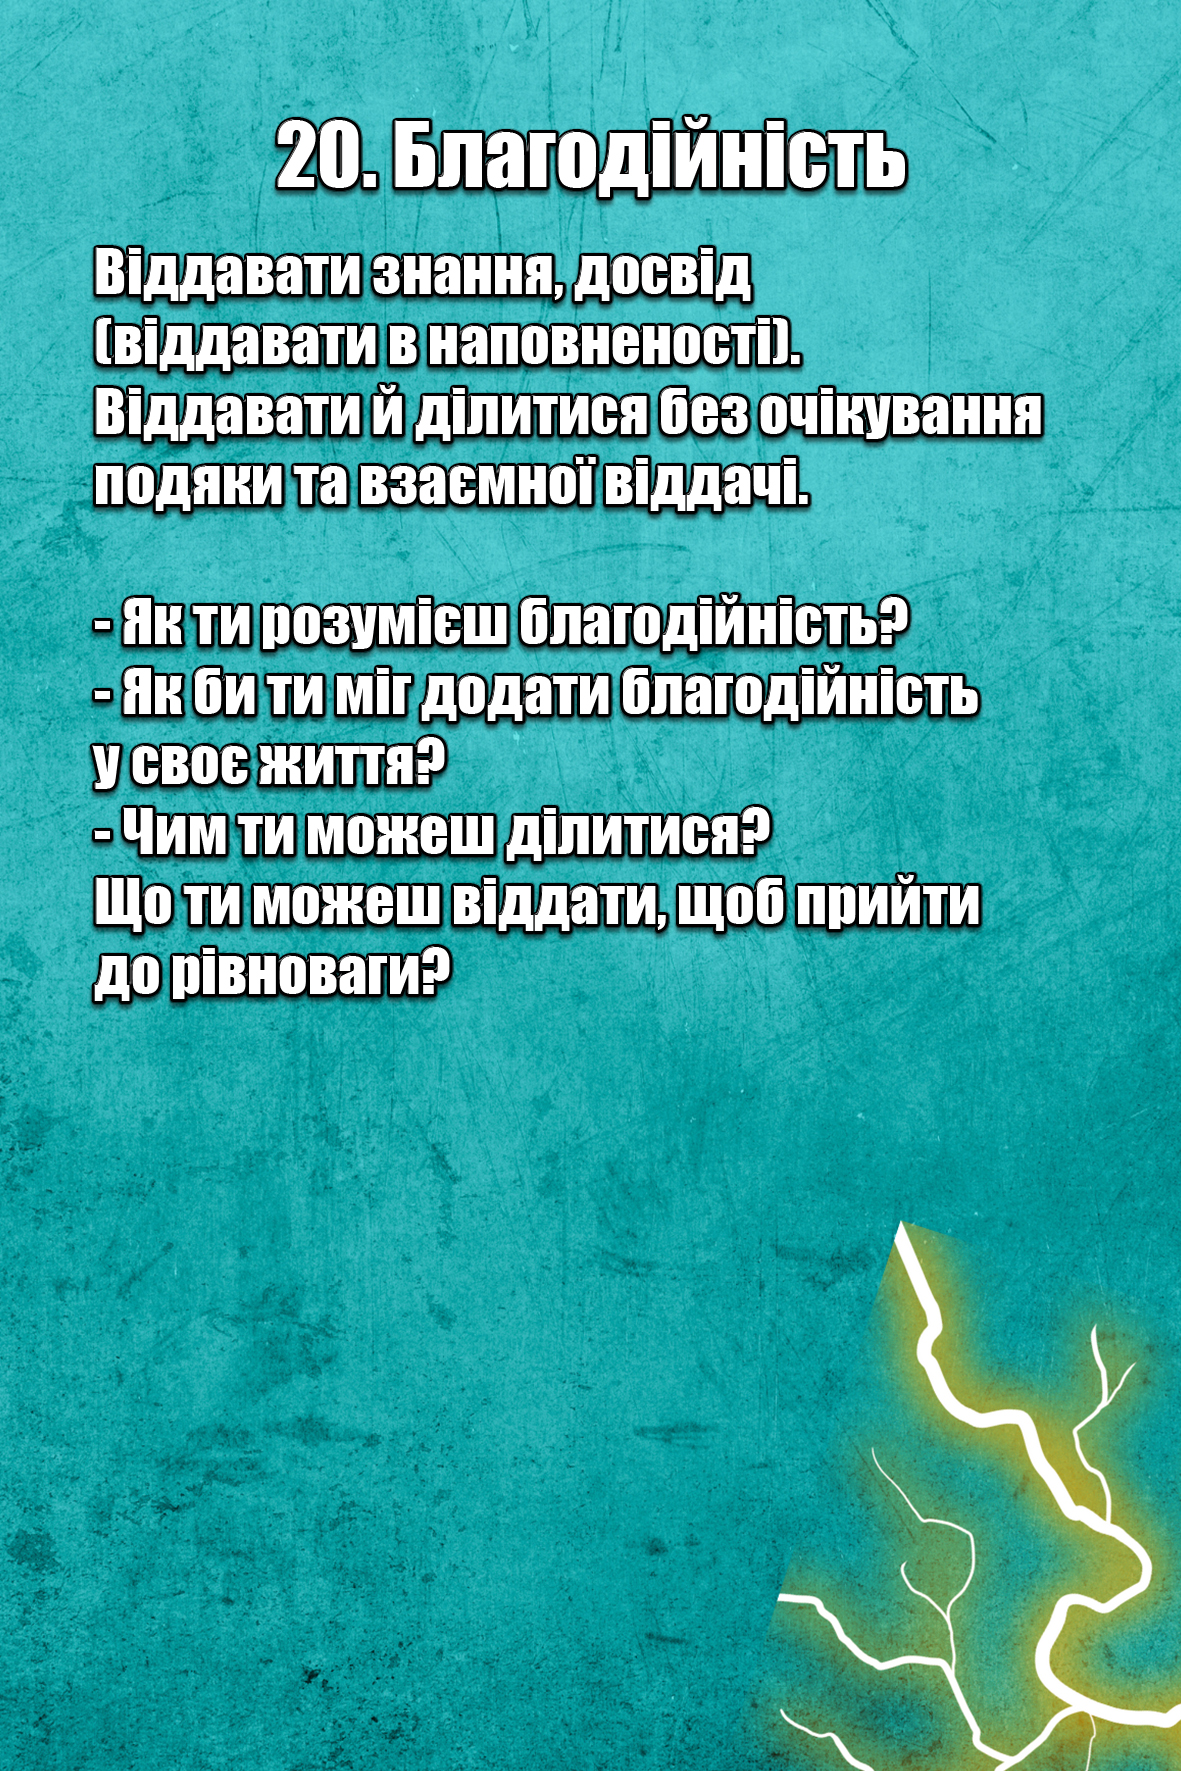 20. Благодійність
Віддавати знання, досвід
(віддавати в наповненості).
Віддавати й ділитися без очікування
подяки та взаємної віддачі.
- Як ти розумієш благодійність?
- Як би ти міг додати благодійність
у своє життя?
- Чим ти можеш ділитися?
Що ти можеш віддати, щоб прийти
до рівноваги?